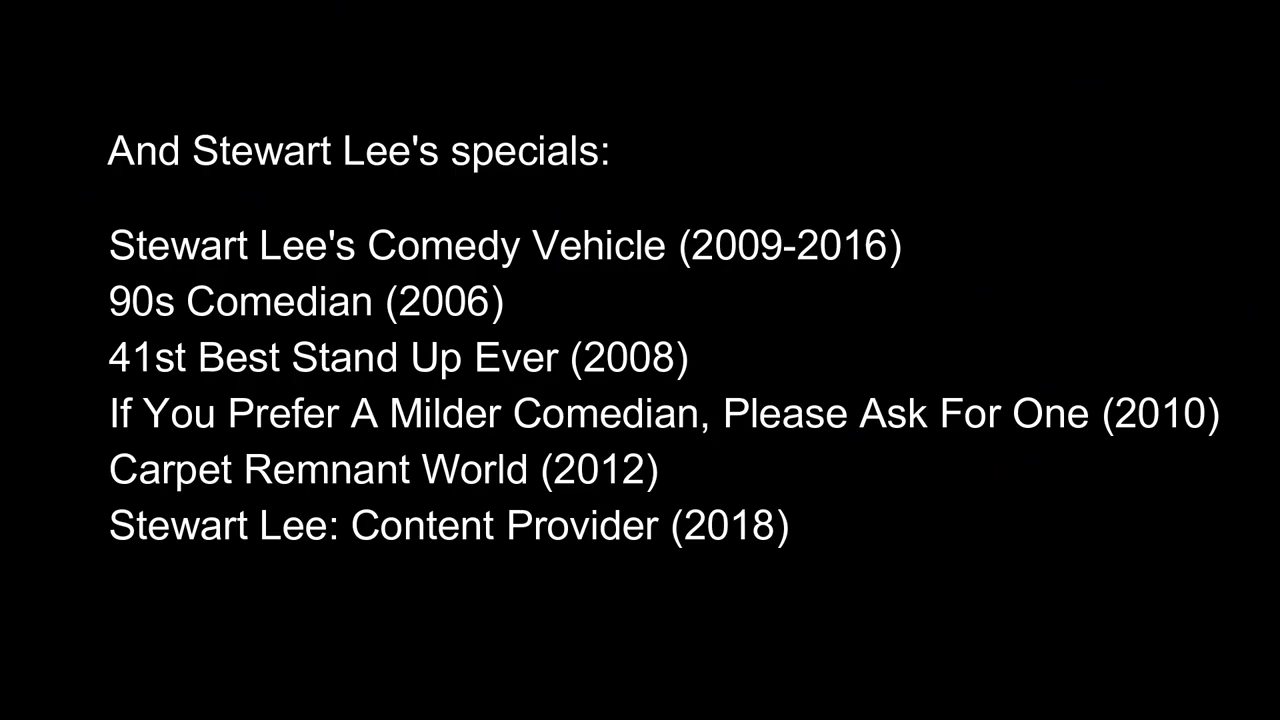 And Stewart Lee's specials:
Stewart Lee's Comedy Vehicle (2009-2016)
90s Comedian (2006)
41st Best Stand Up Ever (2008)
If You Prefer A Milder Comedian, Please Ask For One (2010)
Carpet Remnant World (2012)
Stewart Lee: Content Provider (2018)